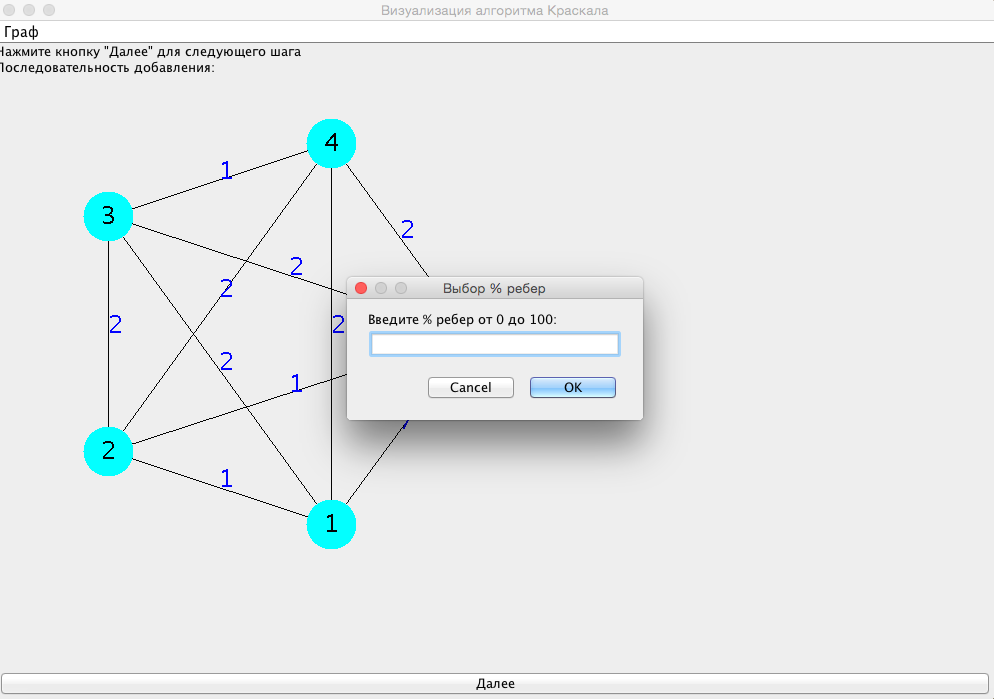 Визуализация алгоритма Краскала
Граф
Нажмите кнопку "Далее" для следующего шага
Последовательность добавления:
4
1
3
2
2
2
Выбор % ребер
Введите % ребер от 0 до 100:
2
2
2
1
Cancel
OK
2
1
1
Далее